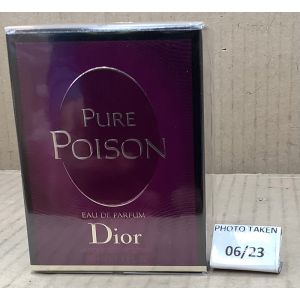 PURE
POISON
EAU DE PARFUM
Dior
PHOTO TAKEN
06/23